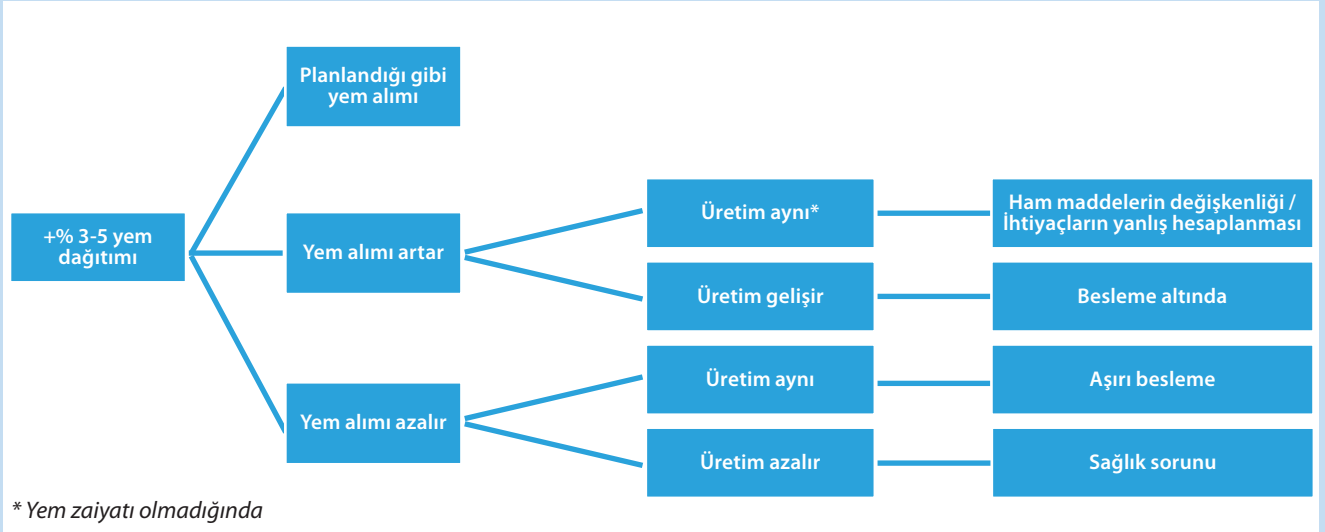 Planlandığı gibi
yem alımı
+% 3-5 yem
dağıtımı
Yem alımı artar
Üretim aynı*
Ham maddelerin değişkenliği /
İhtiyaçların yanlış hesaplanması
Üretim gelişir
Besleme altında
Yem alımı azalır
Üretim aynı
Aşırı besleme
Üretim azalır
Sağlık sorunu
* Yem zaiyatı olmadığında